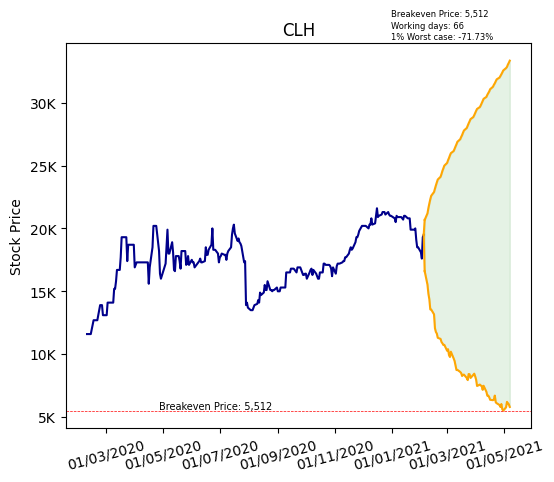 Breakeven Price: 5,512
Working days: 66
1% Worst case: -71.73%
CLH
Stock Price
30K
25K
20K
15K
10K
5K
Breakeven Price: 5,512
01/03/2020
01/05/2020
01/07/2020
01/09/2020
01/11/2020
01/01/2021
01/03/2021
01/05/2021